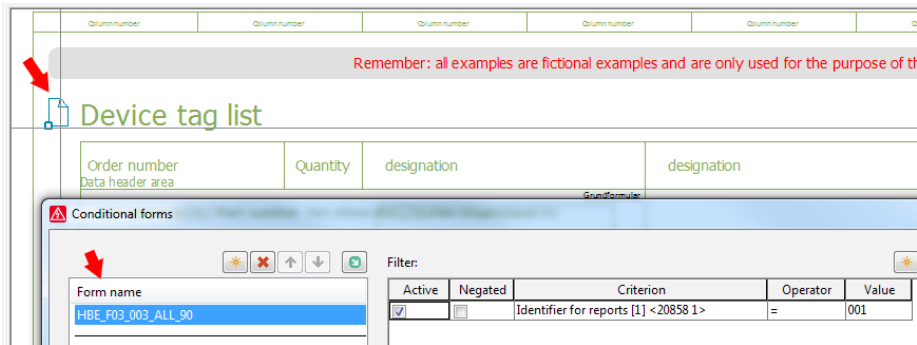 Column number Column number Column number Column number Column number
Remember: all examples are fictional examples and are only used for the purpose of th
Device tag list
Order number Quantity designation designation
Data header area
Grundformular
Conditional forms
Filter:
Form name
Active Negated Criterion Operator Value
HBE_F03_003_ALL_90
Identifier for reports [1] <20858 1> = 001